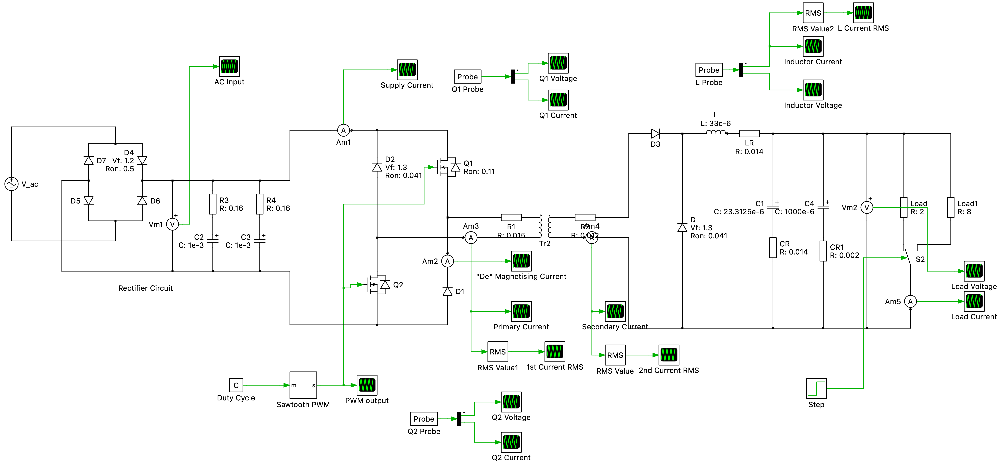 RMS
RMS Value2
L Current RMS
Inductor Current
Probe
L Probe
Inductor Voltage
AC Input
Supply Current
Probe
Q1 Probe
Q1 Voltage
Q1 Current
V_ac
D7
D4
Vf: 1.2
Ron: 0.5
D5
D6
+
V
Vm1
R3
R: 0.16
R4
R: 0.16
C2
C: 1e-3
+
C3
C: 1e-3
+
Rectifier Circuit
A
Am1
D2
Vf: 1.3
Ron: 0.041
Q1
Ron: 0.11
Q2
R1
R: 0.015
Am3
A
Tr2
R2
R: 0.012
Am4
A
Am2
A
"De" Magnetising Current
D1
Primary Current
Secondary Current
RMS
RMS Value1
1st Current RMS
RMS
RMS Value
2nd Current RMS
D3
L
L: 33e-6
LR
R: 0.014
D
Vf: 1.3
Ron: 0.041
C1
C: 23.3125e-6
+
CR
R: 0.014
C4
C: 1000e-6
+
CR1
R: 0.002
Vm2
V
+
Load
R: 2
Load1
R: 8
S2
Load Voltage
Am5
A
Load Current
C
Duty Cycle
m
s
Sawtooth PWM
PWM output
Probe
Q2 Probe
Q2 Voltage
Q2 Current
Step